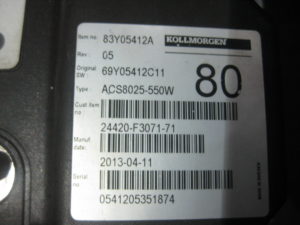 Item no: 83Y05412A
KOLLMORGEN
Rev: 05
Original SW: 69Y05412C11
80
Type: ACS8025-550W
Cust item no
24420-F3071-71
Manuf. date:
2013-04-11
Serial no
0541205351874